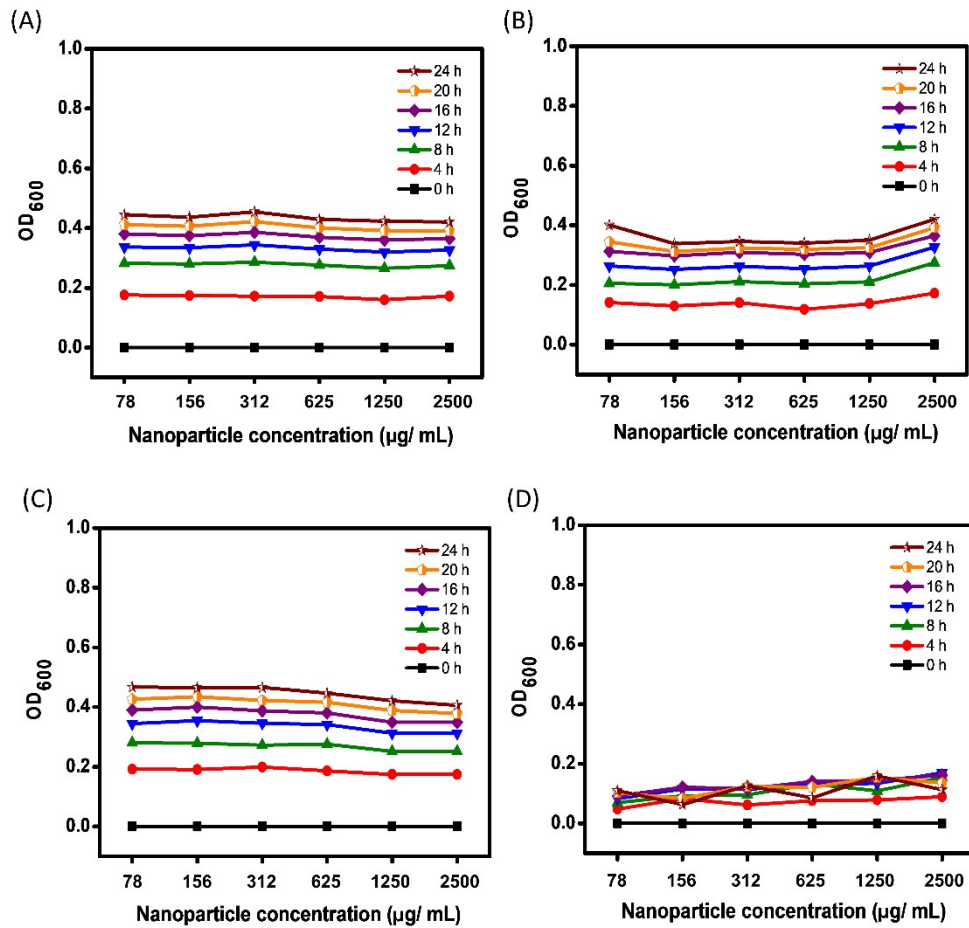 (A)
1.0
0.8
0.6
0.4
0.2
0.0
OD600
24 h
20 h
16 h
12 h
8 h
4 h
0 h
78 156 312 625 1250 2500
Nanoparticle concentration (µg/ mL)
(B)
1.0
0.8
0.6
0.4
0.2
0.0
OD600
24 h
20 h
16 h
12 h
8 h
4 h
0 h
78 156 312 625 1250 2500
Nanoparticle concentration (µg/ mL)
(C)
1.0
0.8
0.6
0.4
0.2
0.0
OD600
24 h
20 h
16 h
12 h
8 h
4 h
0 h
78 156 312 625 1250 2500
Nanoparticle concentration (µg/ mL)
(D)
1.0
0.8
0.6
0.4
0.2
0.0
OD600
24 h
20 h
16 h
12 h
8 h
4 h
0 h
78 156 312 625 1250 2500
Nanoparticle concentration (µg/ mL)